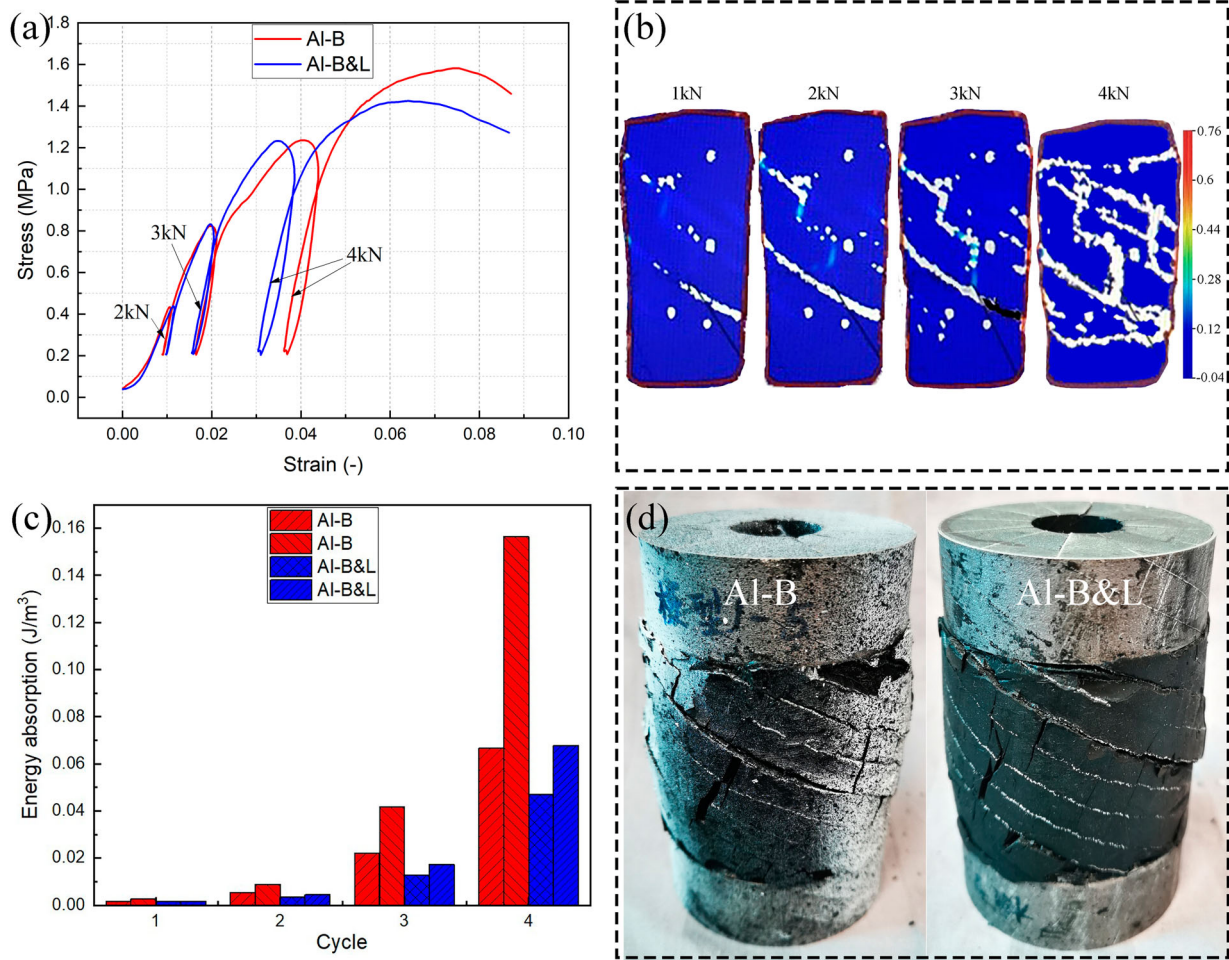 (a)
1.8
1.6
1.4
1.2
1.0
0.8
0.6
0.4
0.2
0.0
Stress (MPa)
Al-B
Al-B&L
2kN
3kN
4kN
0.00
0.02
0.04
0.06
0.08
0.10
Strain (-)
(b)
1kN
2kN
3kN
4kN
0.76
0.6
0.44
0.28
0.12
-0.04
(c)
0.16
0.14
0.12
0.10
0.08
0.06
0.04
0.02
0.00
Energy absorption (J/m³)
Al-B
Al-B
Al-B&L
Al-B&L
1
2
3
4
Cycle
(d)
Al-B
Al-B&L